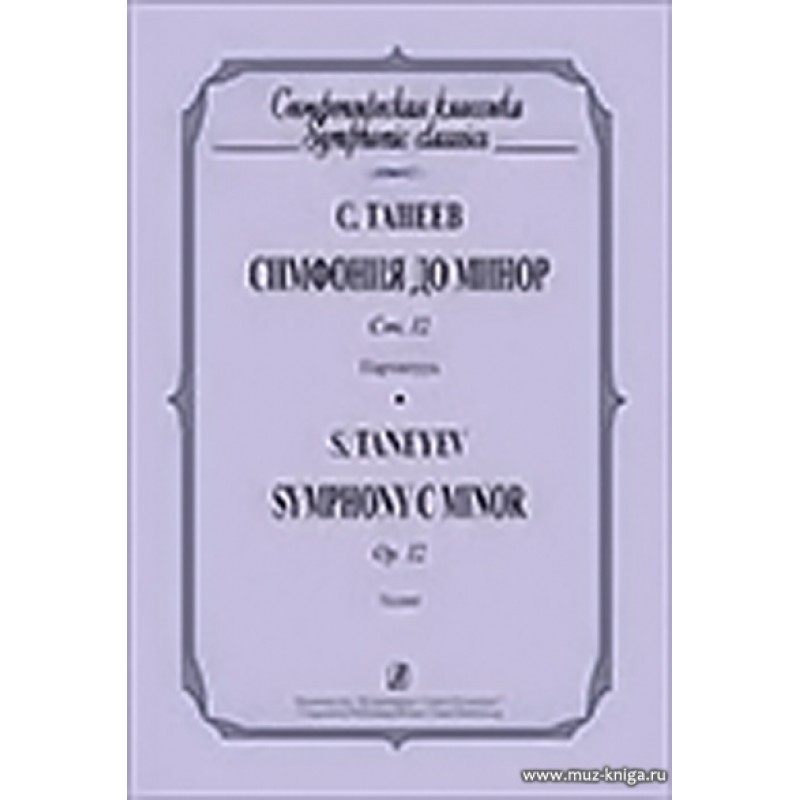 Симфоническая классика
Symphonic classics
С. ТАНЕЕВ
СИМФОНИЯ ДО МИНОР
Соч. 12
Партитура
S. TANEYEV
SYMPHONY C MINOR
Op. 12
Score
www.muz-kniga.ru